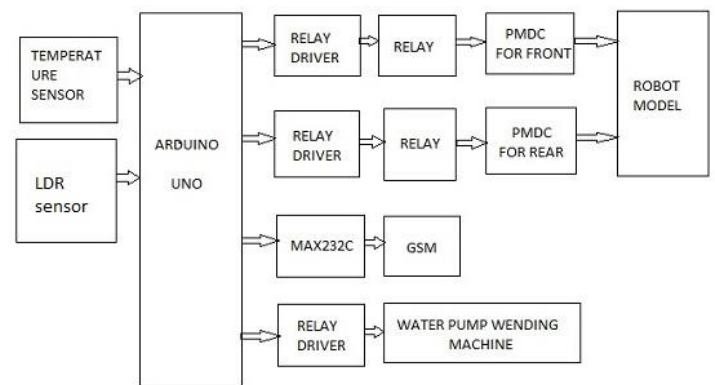 TEMPERAT
URE
SENSOR
LDR
sensor
ARDUINO
UNO
RELAY
DRIVER
RELAY
PMDC
FOR FRONT
ROBOT
MODEL
RELAY
DRIVER
RELAY
PMDC
FOR REAR
MAX232C
GSM
RELAY
DRIVER
WATER PUMP WENDING
MACHINE